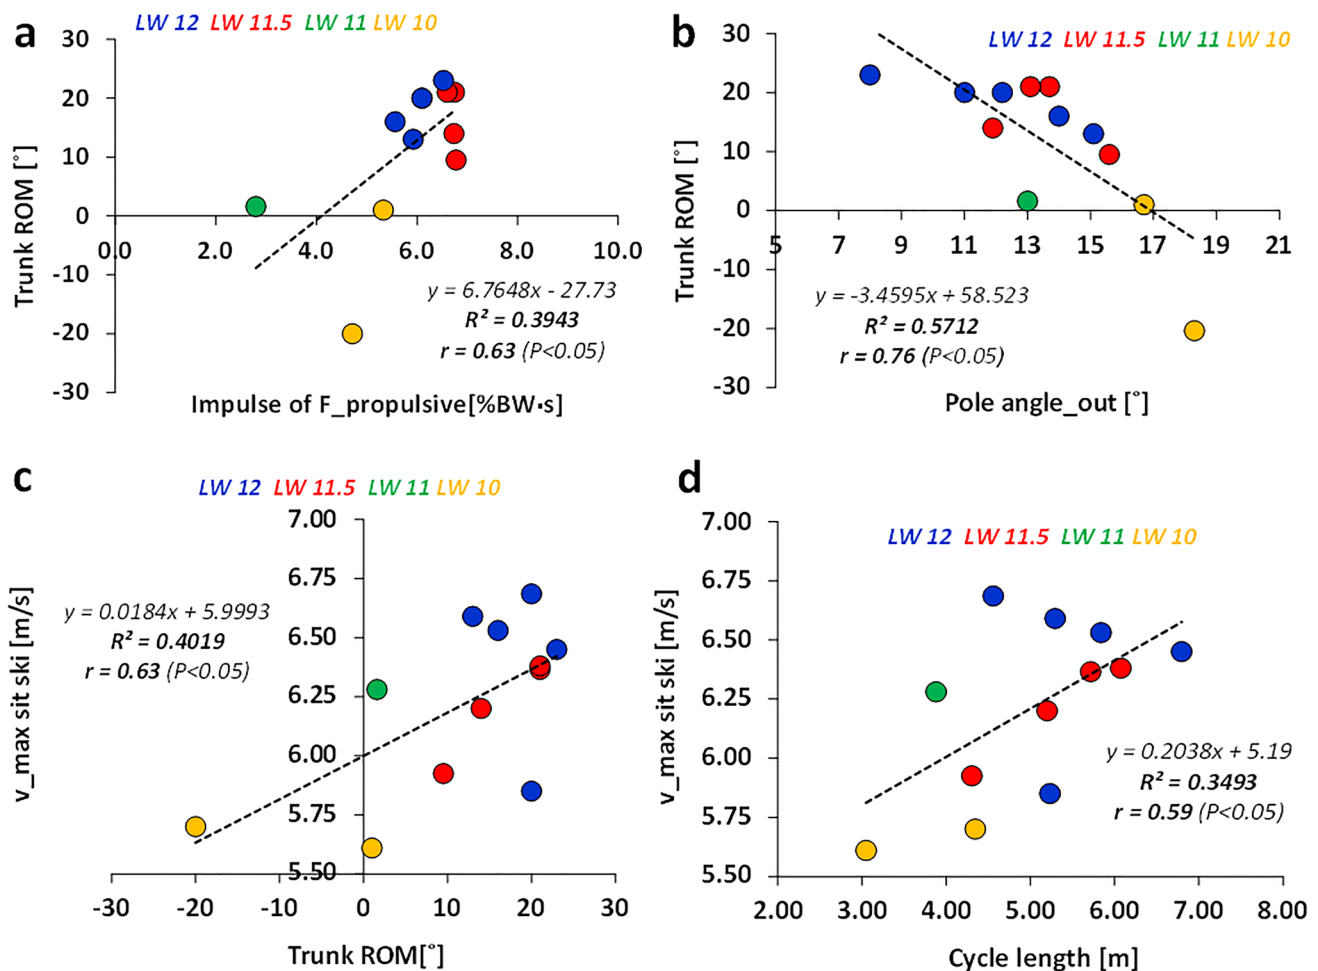 a
LW 12 LW 11.5 LW 11 LW 10
30
20
10
0
-10
-20
-30
Trunk ROM [°]
0.0 2.0 4.0 6.0 8.0 10.0
y = 6.7648x - 27.73
R² = 0.3943
r = 0.63 (P<0.05)
Impulse of F_propulsive[%BW·s]
b
LW 12 LW 11.5 LW 11 LW 10
30
20
10
0
-10
-20
-30
Trunk ROM [°]
5 7 9 11 13 15 17 19 21
y = -3.4595x + 58.523
R² = 0.5712
r = 0.76 (P<0.05)
Pole angle_out [°]
c
LW 12 LW 11.5 LW 11 LW 10
7.00
6.75
6.50
6.25
6.00
5.75
5.50
v_max sit ski [m/s]
y = 0.0184x + 5.9993
R² = 0.4019
r = 0.63 (P<0.05)
-30 -20 -10 0 10 20 30
Trunk ROM[°]
d
LW 12 LW 11.5 LW 11 LW 10
7.00
6.75
6.50
6.25
6.00
5.75
5.50
v_max sit ski [m/s]
y = 0.2038x + 5.19
R² = 0.3493
r = 0.59 (P<0.05)
2.00 3.00 4.00 5.00 6.00 7.00 8.00
Cycle length [m]